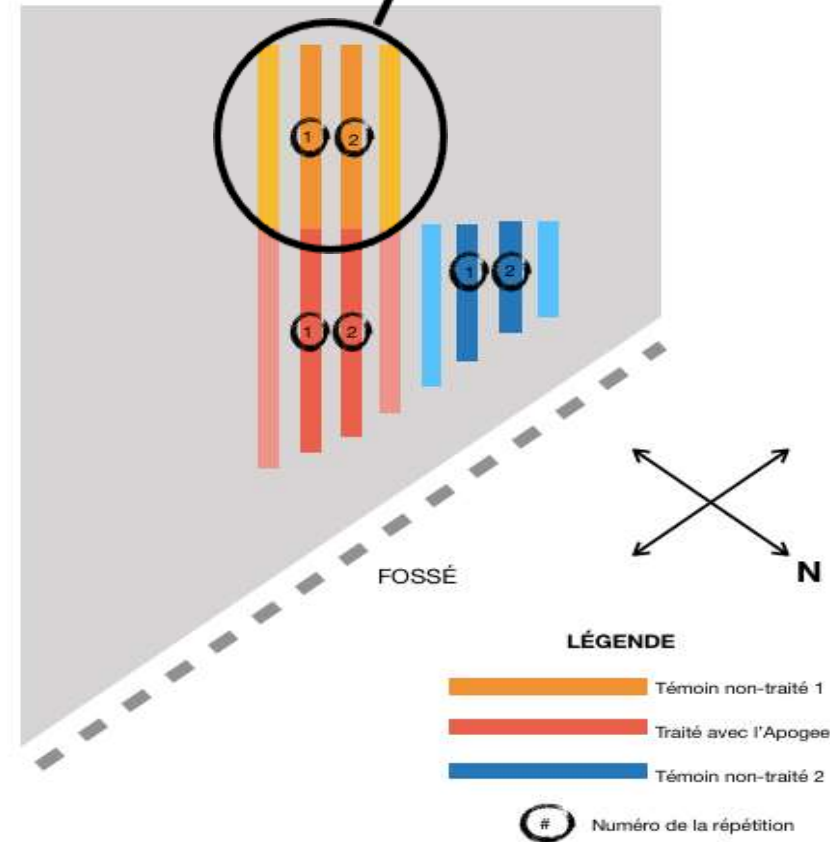 1 2
1 2
1 2
N
FOSSÉ
LÉGENDE
Témoin non-traité 1
Traité avec l'Apogee
Témoin non-traité 2
# Numéro de la répétition